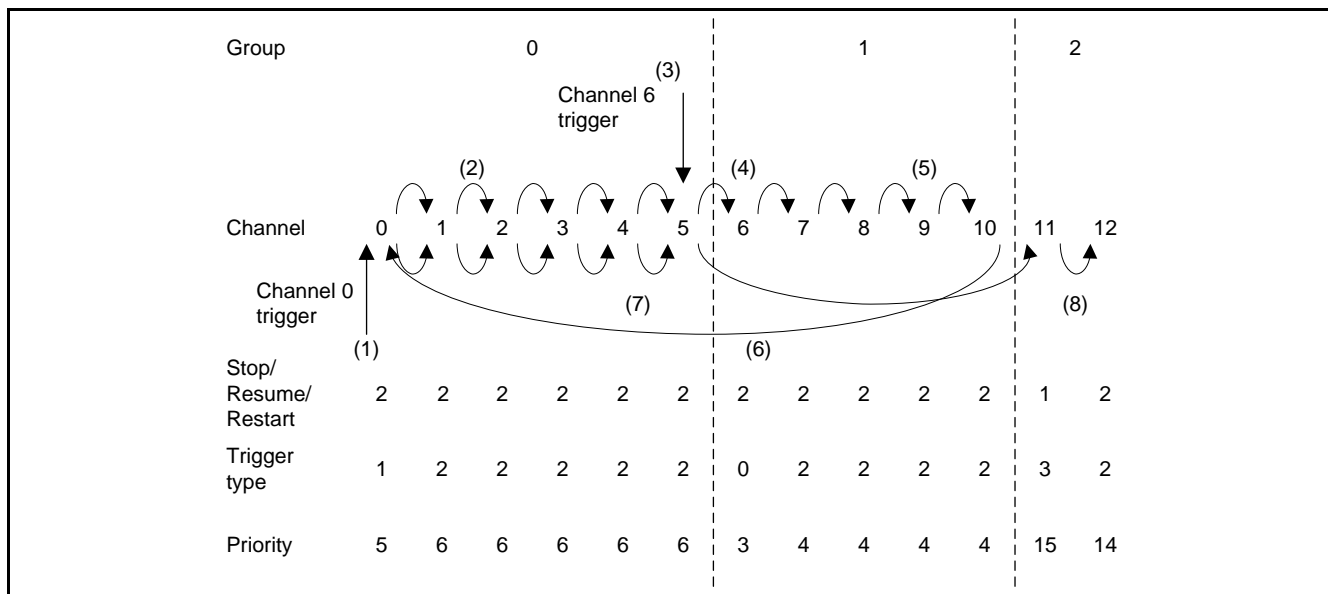 Group 0 1 2
(3)
Channel 6
trigger
(2) (4) (5)
Channel 0 1 2 3 4 5 6 7 8 9 10 11 12
Channel 0
trigger
(7) (8)
(1) (6)
Stop/
Resume/
Restart
2 2 2 2 2 2 2 2 2 2 2 1 2
Trigger
type
1 2 2 2 2 2 0 2 2 2 2 3 2
Priority 5 6 6 6 6 6 3 4 4 4 4 15 14